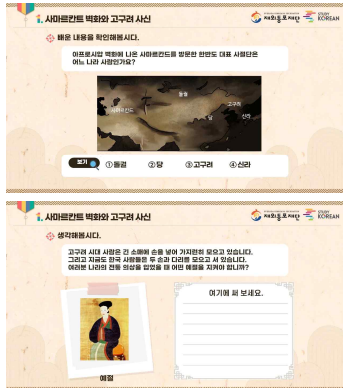 1. 사마르칸트 벽화와 고구려 사신
재외동포재단
STUDY KOREAN
배운 내용을 확인해봅시다.
아프로시압 벽화에 나온 사마르칸드를 방문한 한반도 대표 사절단은
어느 나라 사람인가요?
돌궐
사마르칸드
고구려
당
신라
보기
①돌궐 ②당 ③고구려 ④신라
1. 사마르칸트 벽화와 고구려 사신
재외동포재단
STUDY KOREAN
생각해봅시다.
고구려 시대 사람은 긴 소매에 손을 넣어 가지런히 모으고 있습니다.
그리고 지금도 한국 사람들은 두 손과 다리를 모으고 서 있습니다.
여러분 나라의 전통 의상을 입었을 때 어떤 예절을 지켜야 합니까?
여기에 써 보세요.
예절